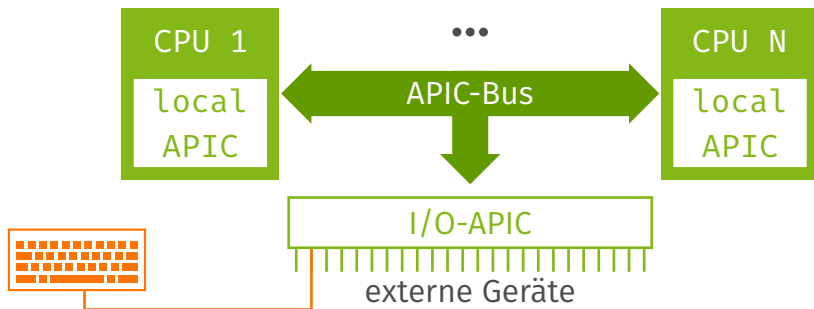 CPU 1
local
APIC
...
APIC-Bus
CPU N
local
APIC
I/O-APIC
externe Geräte